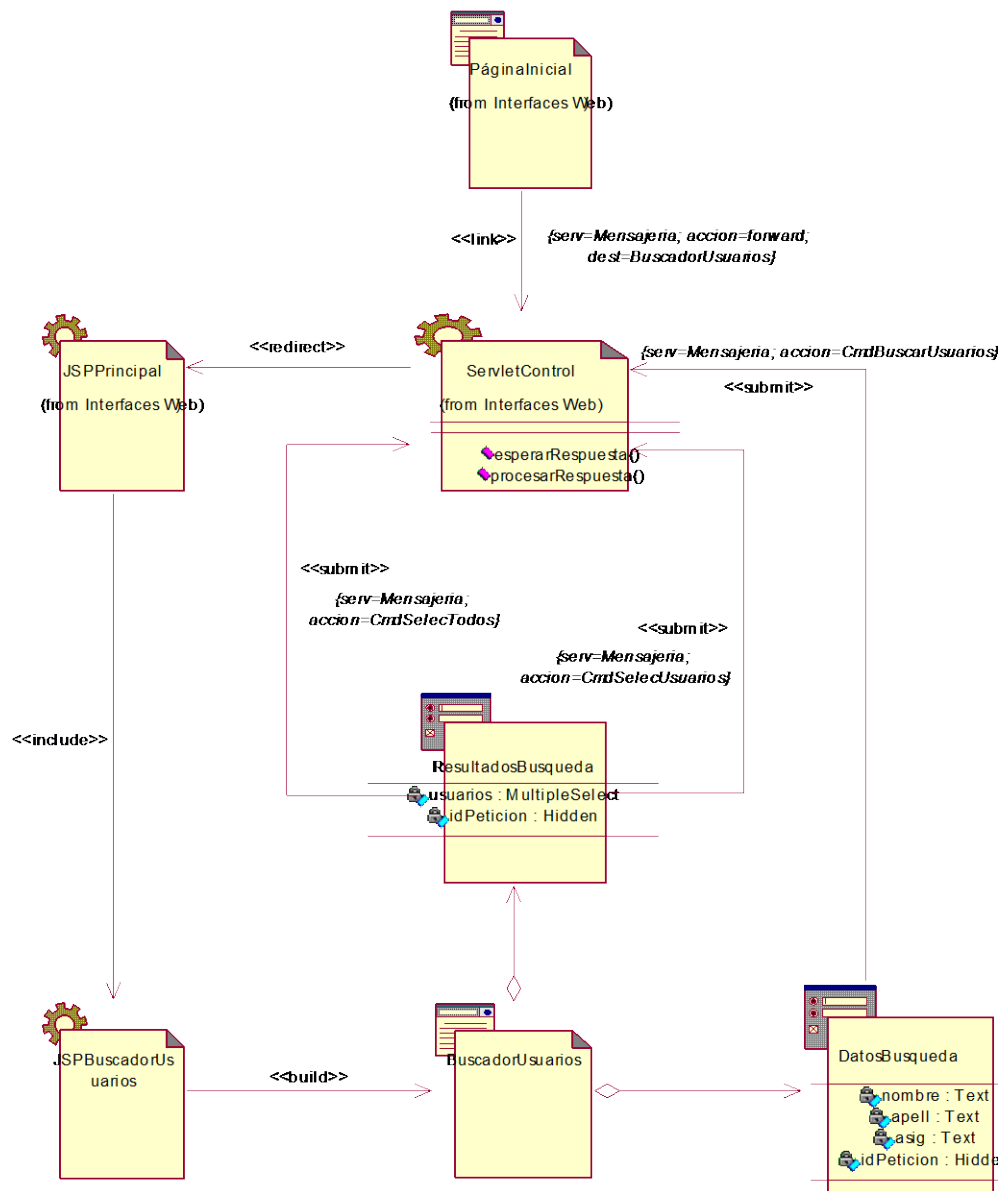 PáginaInicial
(from Interfaces Web)
<<link>>
{serv=Mensajeria; accion=forward;
dest=BuscadorUsuarios}
<<redirect>>
{serv=Mensajeria; accion=CmdBuscarUsuarios}
<<submit>>
JSPPrincipal
(from Interfaces Web)
ServletControl
(from Interfaces Web)
esperarRespuesta()
procesarRespuesta()
<<submit>>
{serv=Mensajeria;
accion=CmdSelecTodos}
<<submit>>
{serv=Mensajeria;
accion=CmdSelecUsuarios}
<<include>>
ResultadosBusqueda
usuarios : MultipleSelect
idPeticion : Hidden
JSPBuscadorUs
uarios
<<build>>
BuscadorUsuarios
DatosBusqueda
nombre : Text
apell : Text
asig : Text
idPeticion : Hidde